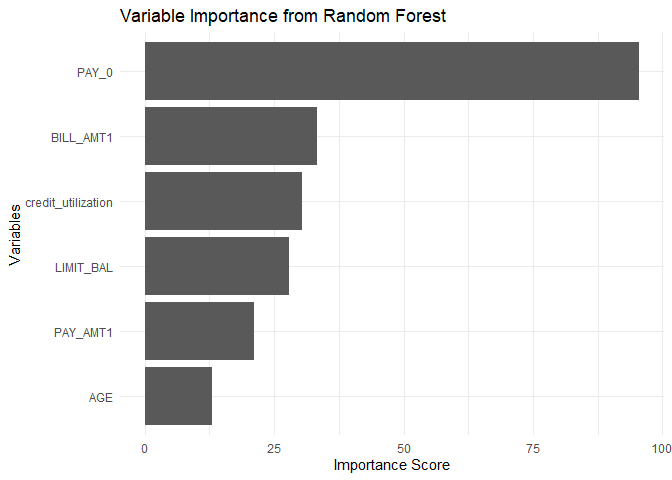 Variable Importance from Random Forest
PAY_0
BILL_AMT1
credit_utilization
LIMIT_BAL
PAY_AMT1
AGE
Variables
0 25 50 75 100
Importance Score